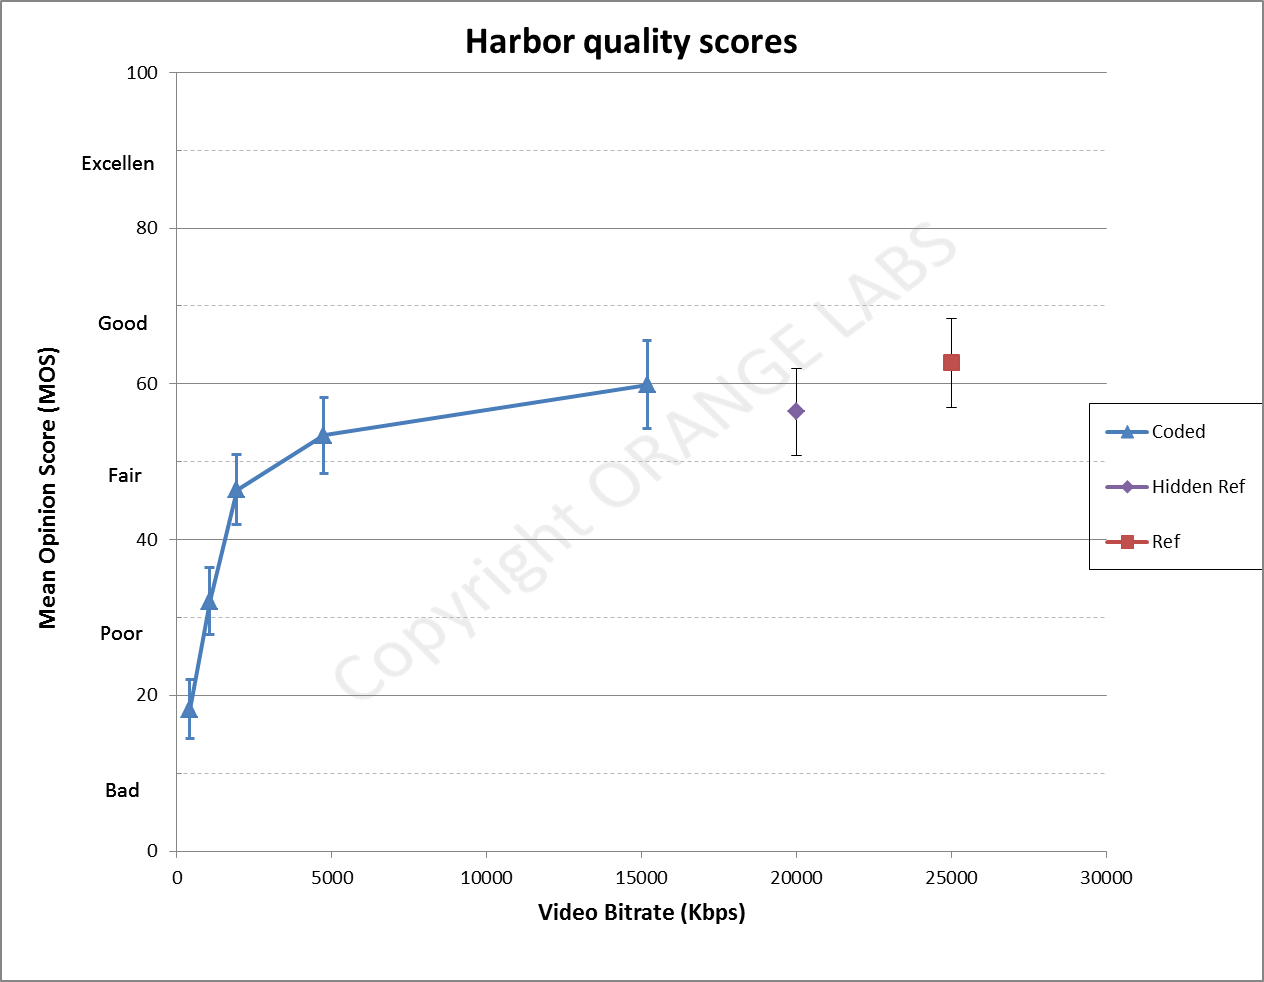 Harbor quality scores
100
Excellen
80
Good
60
Fair
40
Poor
20
Bad
0
Mean Opinion Score (MOS)
0 5000 10000 15000 20000 25000 30000
Video Bitrate (Kbps)
Coded
Hidden Ref
Ref
Copyright ORANGE LABS